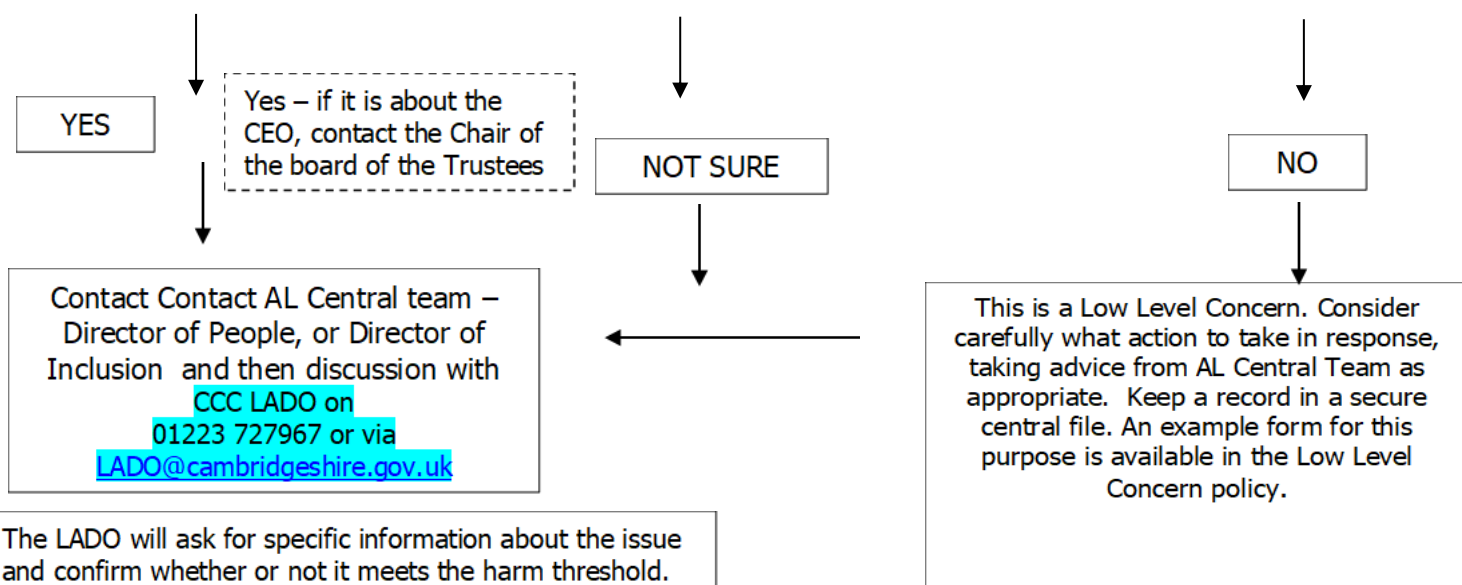 YES
Yes – if it is about the
CEO, contact the Chair of
the board of the Trustees
NOT SURE
NO
Contact Contact AL Central team –
Director of People, or Director of
Inclusion  and then discussion with
CCC LADO on
01223 727967 or via
LADO@cambridgeshire.gov.uk
This is a Low Level Concern. Consider
carefully what action to take in response,
taking advice from AL Central Team as
appropriate.  Keep a record in a secure
central file. An example form for this
purpose is available in the Low Level
Concern policy.
The LADO will ask for specific information about the issue
and confirm whether or not it meets the harm threshold.